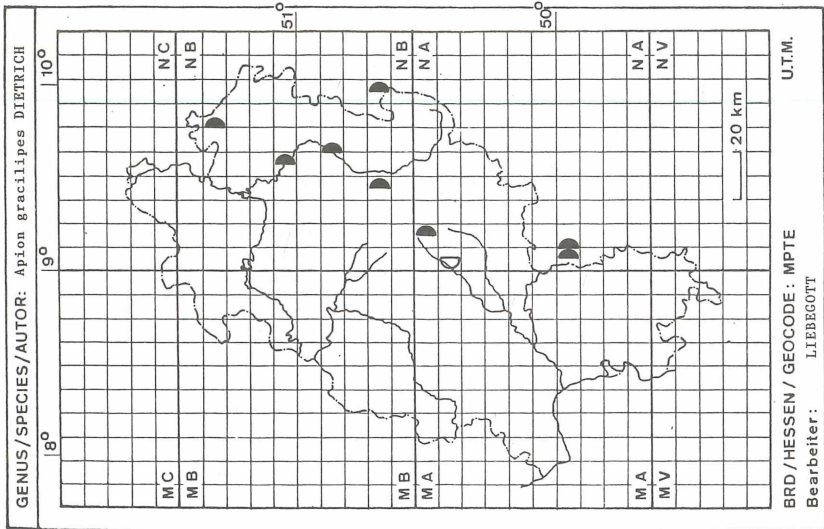 GENUS/SPECIES/AUTOR: Apion gracilipes DIETRICH
8° 9° 10°
MC NC
MB NB
51
MB NB
MA NA
50
MA NA
MV NV
20 km
BRD/HESSEN/ GEOCODE: MPTE U.T.M.
Bearbeiter: LIEBEGOTT